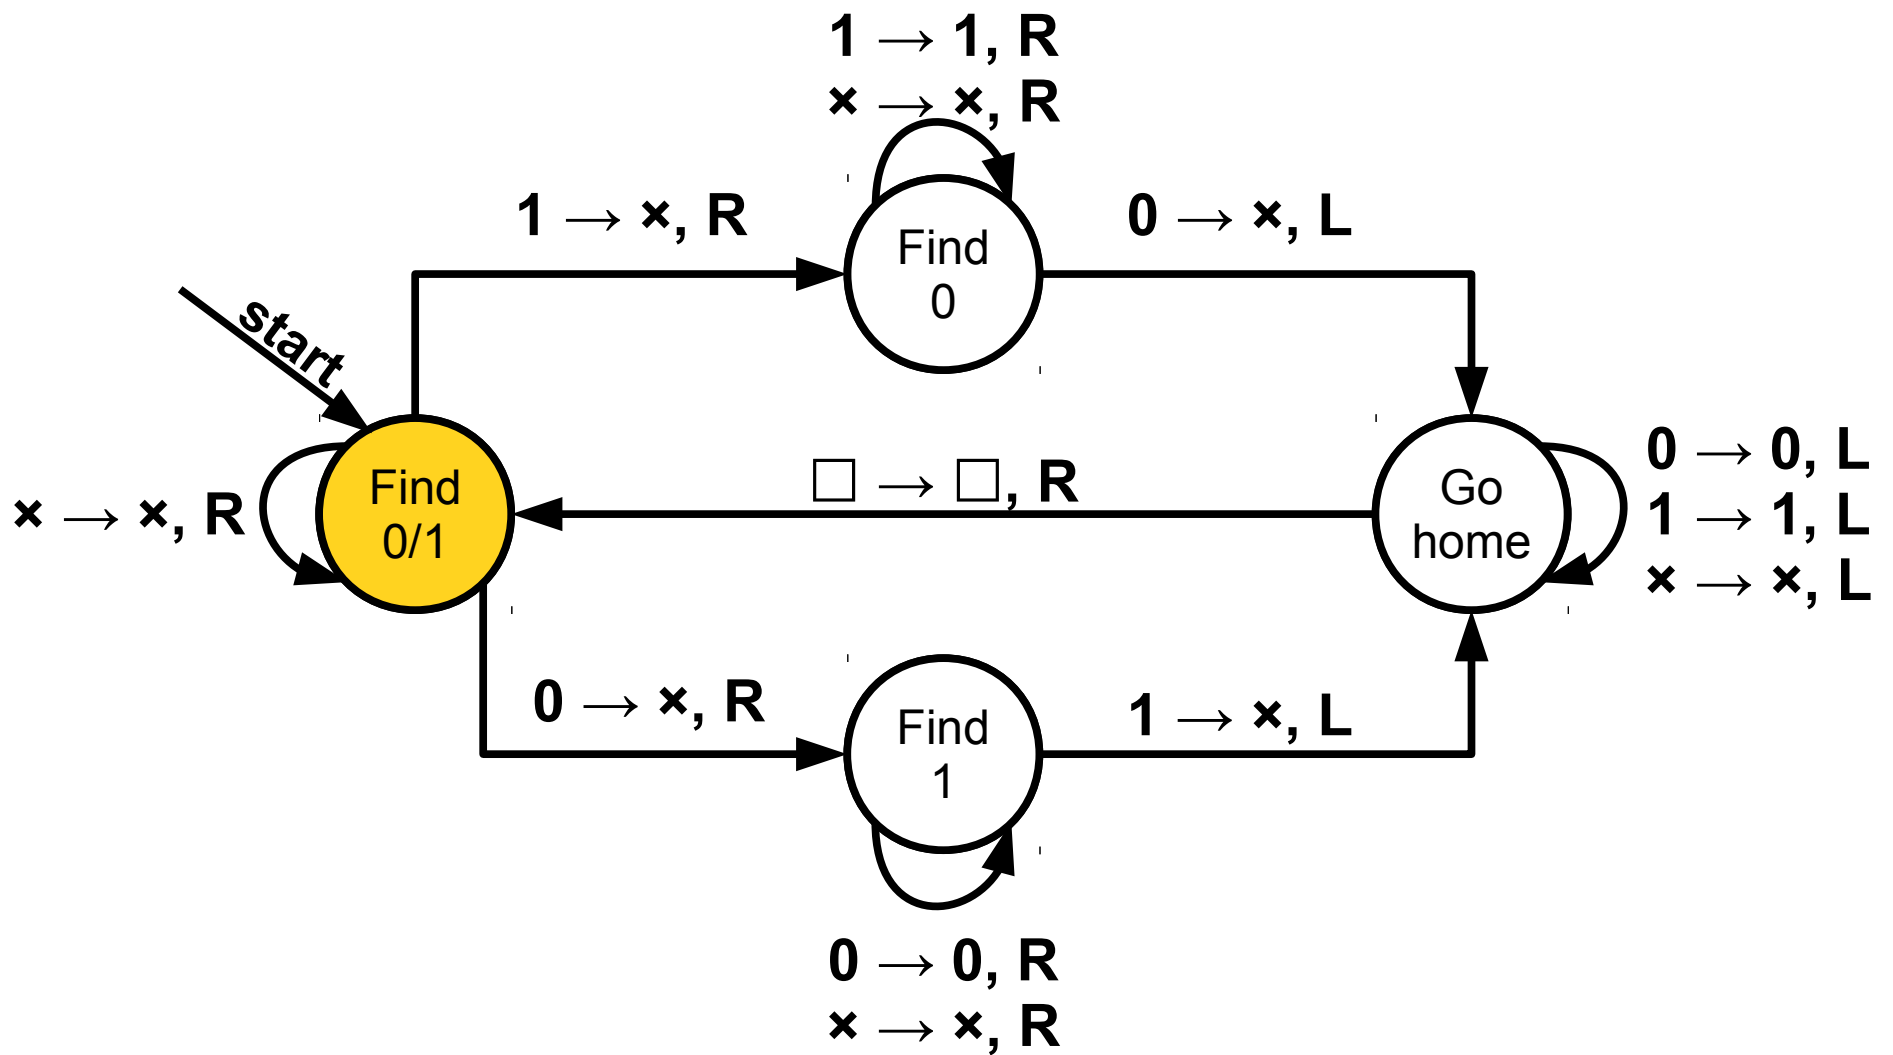 1 → 1, R
× → ×, R
1 → ×, R
0 → ×, L
Find
0
start
Find
0/1
× → ×, R
□ → □, R
Go
home
0 → 0, L
1 → 1, L
× → ×, L
0 → ×, R
1 → ×, L
Find
1
0 → 0, R
× → ×, R